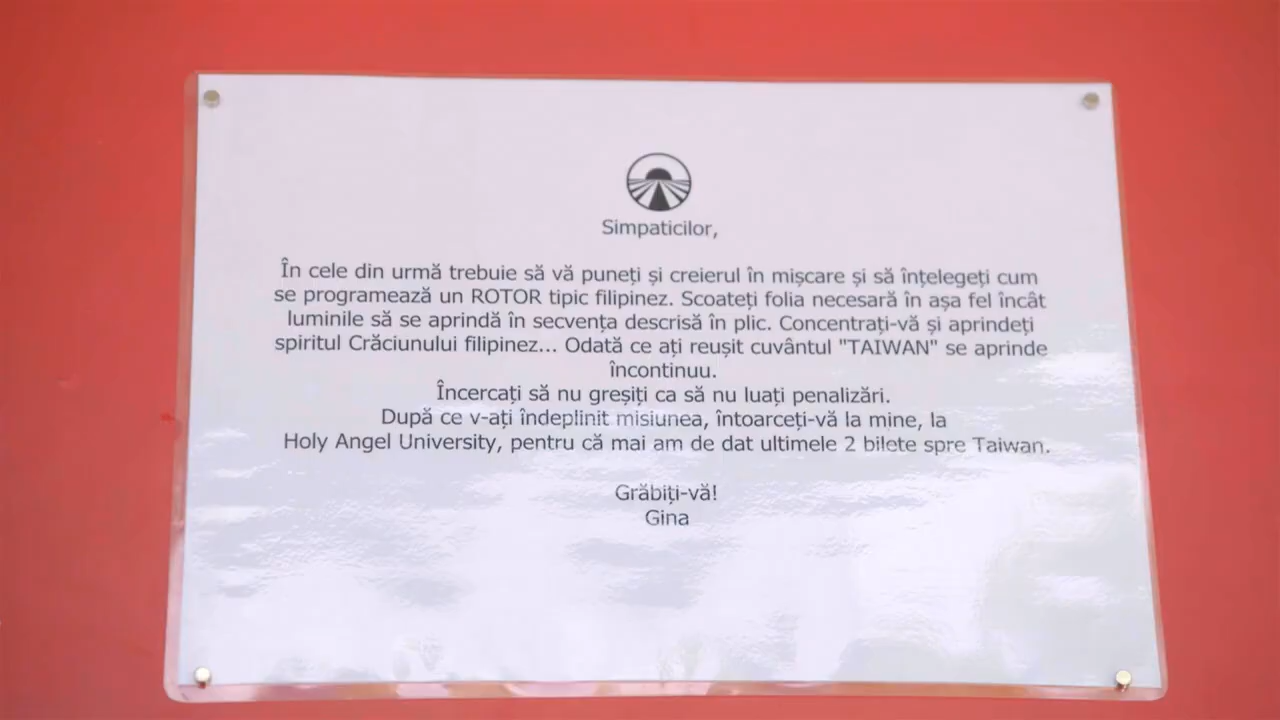 Simpaticilor,
În cele din urmă trebuie să vă puneți și creierul în mișcare și să înțelegeți cum
se programează un ROTOR tipic filipinez. Scoateți folia necesară în așa fel încât
luminile să se aprindă în secvența descrisă în plic. Concentrați-vă și aprindeți
spiritul Crăciunului filipinez... Odată ce ați reușit cuvântul "TAIWAN" se aprinde
încontinuu.
Încercați să nu greșiți ca să nu luați penalizări.
După ce v-ați îndeplinit misiunea, întoarceți-vă la mine, la
Holy Angel University, pentru că mai am de dat ultimele 2 bilete spre Taiwan.
Grăbiți-vă!
Gina